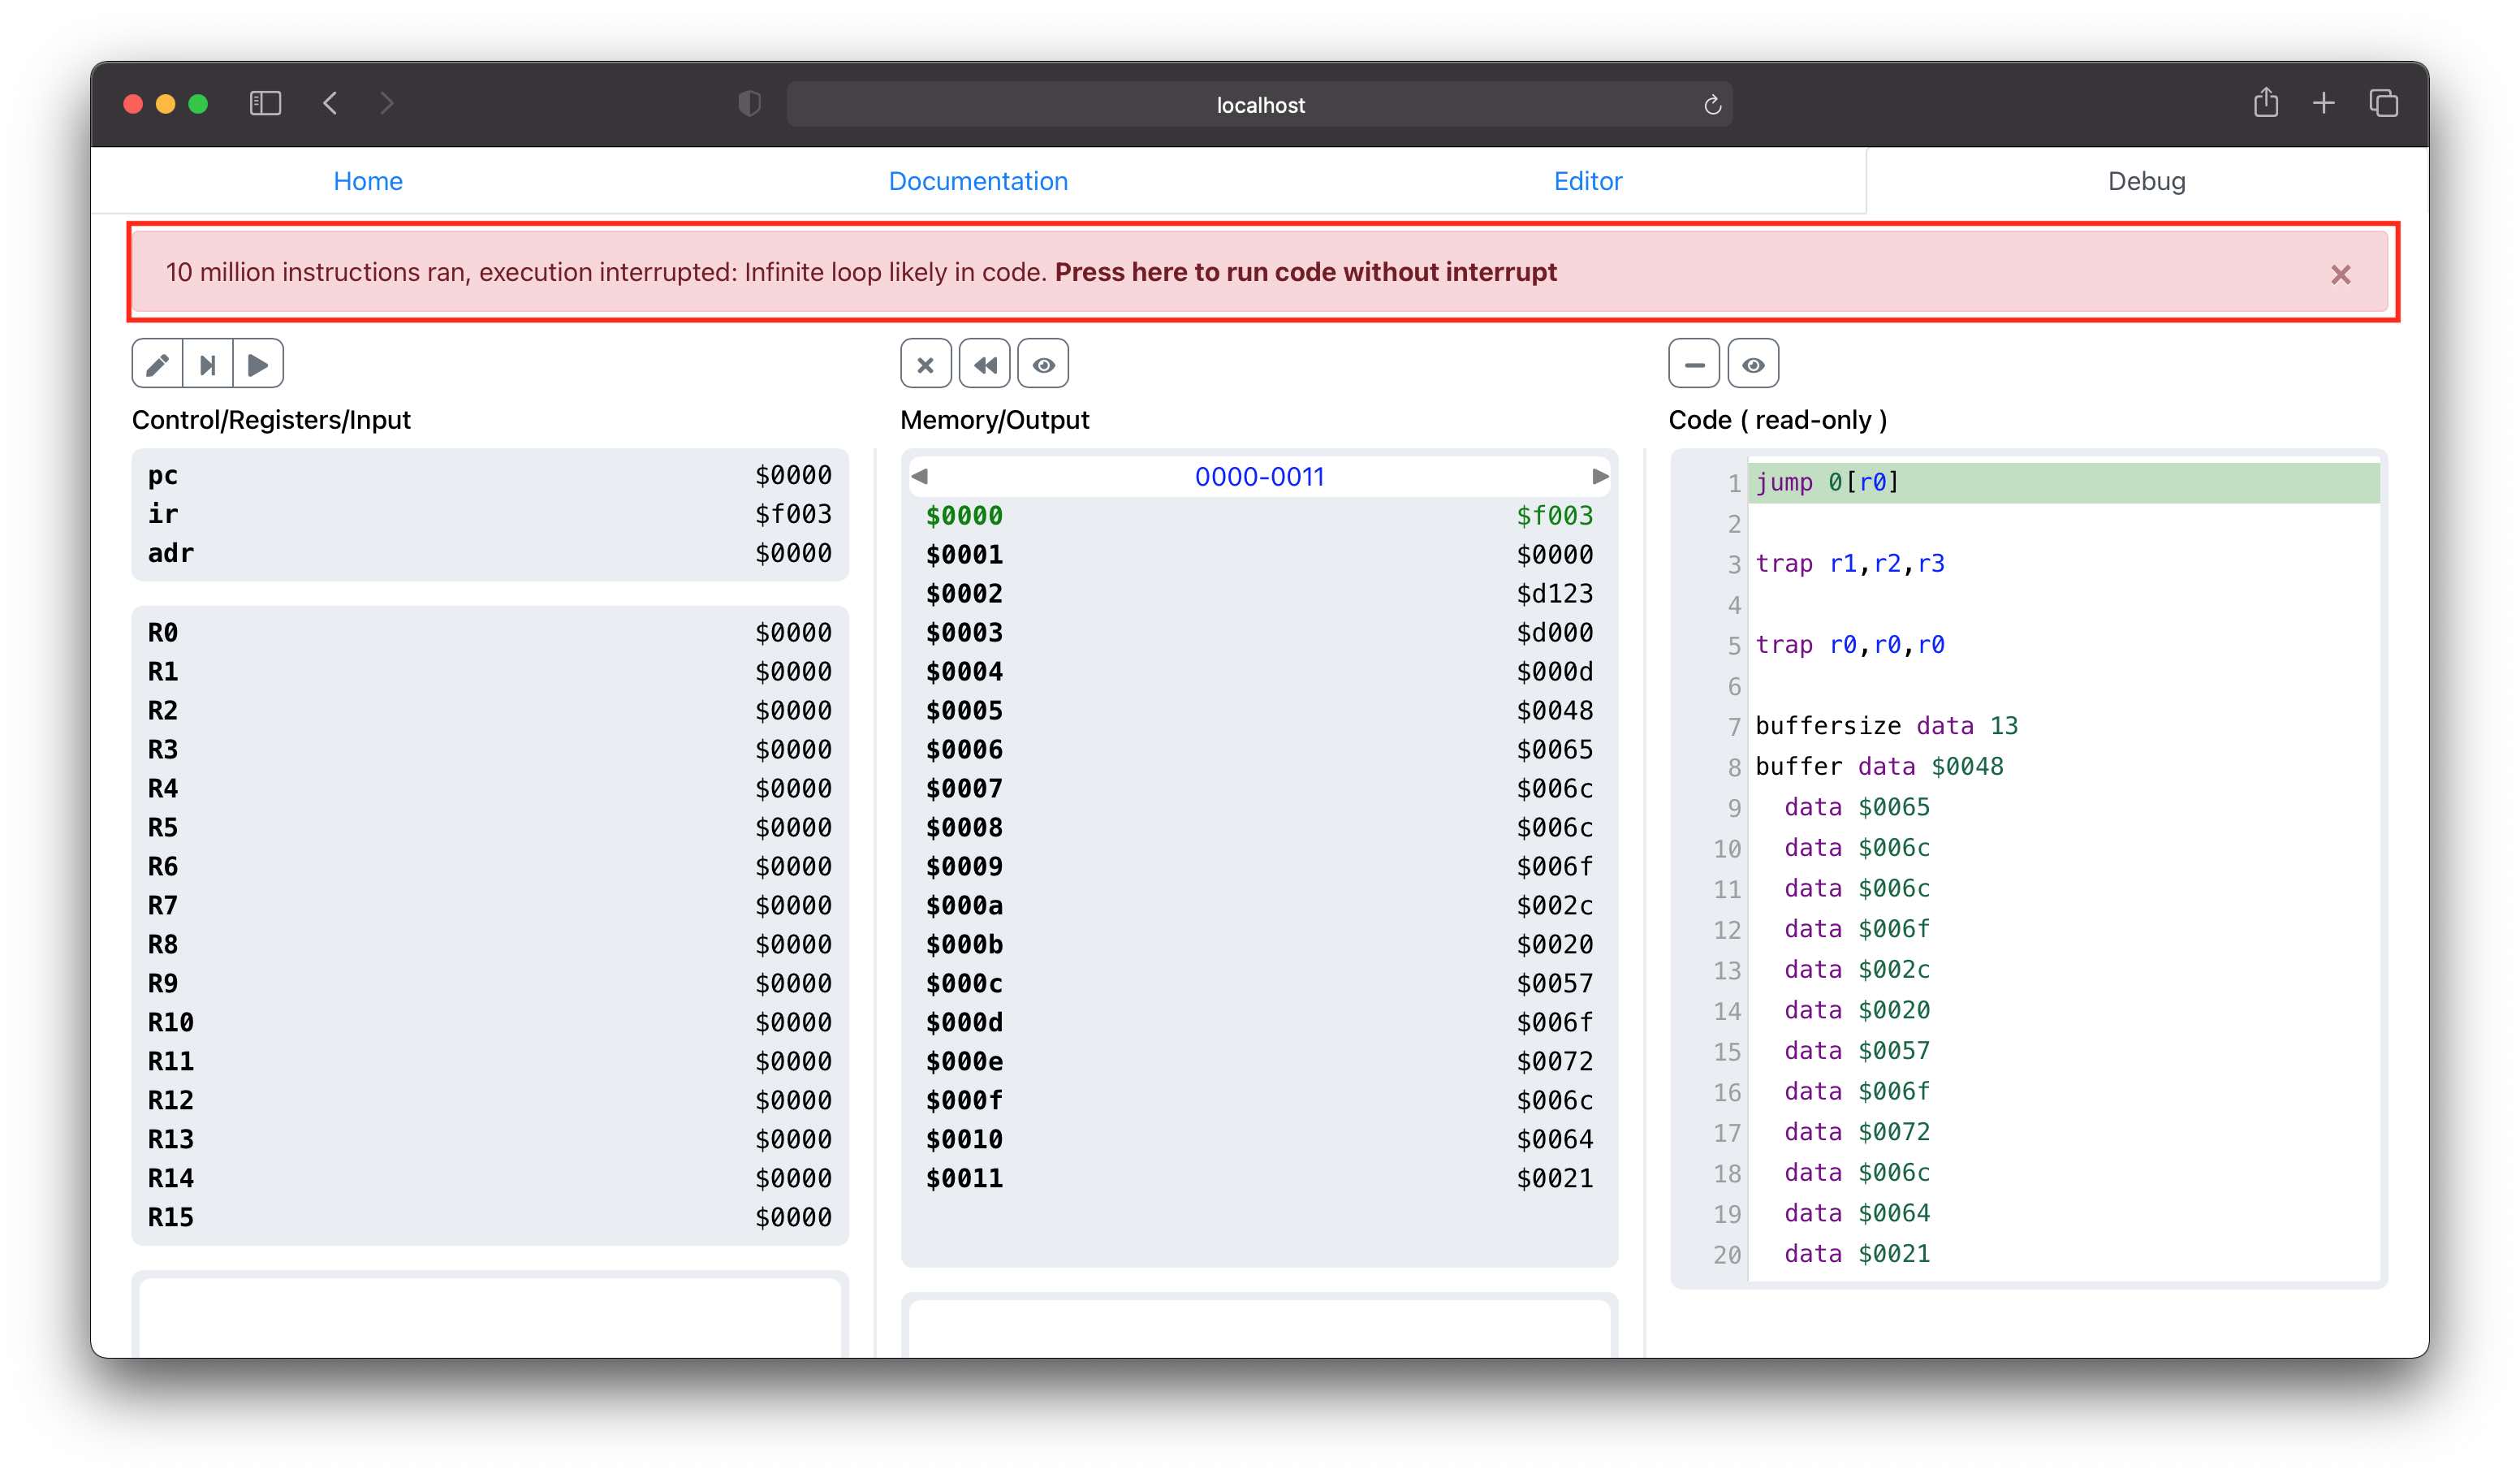 localhost
Home Documentation Editor Debug
10 million instructions ran, execution interrupted: Infinite loop likely in code. Press here to run code without interrupt
Control/Registers/Input
pc $0000
ir $f003
adr $0000
R0 $0000
R1 $0000
R2 $0000
R3 $0000
R4 $0000
R5 $0000
R6 $0000
R7 $0000
R8 $0000
R9 $0000
R10 $0000
R11 $0000
R12 $0000
R13 $0000
R14 $0000
R15 $0000
Memory/Output
0000-0011
$0000 $f003
$0001 $0000
$0002 $d123
$0003 $d000
$0004 $000d
$0005 $0048
$0006 $0065
$0007 $006c
$0008 $006c
$0009 $006f
$000a $002c
$000b $0020
$000c $0057
$000d $006f
$000e $0072
$000f $006c
$0010 $0064
$0011 $0021
Code ( read-only )
1 jump 0[r0]
2
3 trap r1,r2,r3
4
5 trap r0,r0,r0
6
7 buffersize data 13
8 buffer data $0048
9 data $0065
10 data $006c
11 data $006c
12 data $006f
13 data $002c
14 data $0020
15 data $0057
16 data $006f
17 data $0072
18 data $006c
19 data $0064
20 data $0021